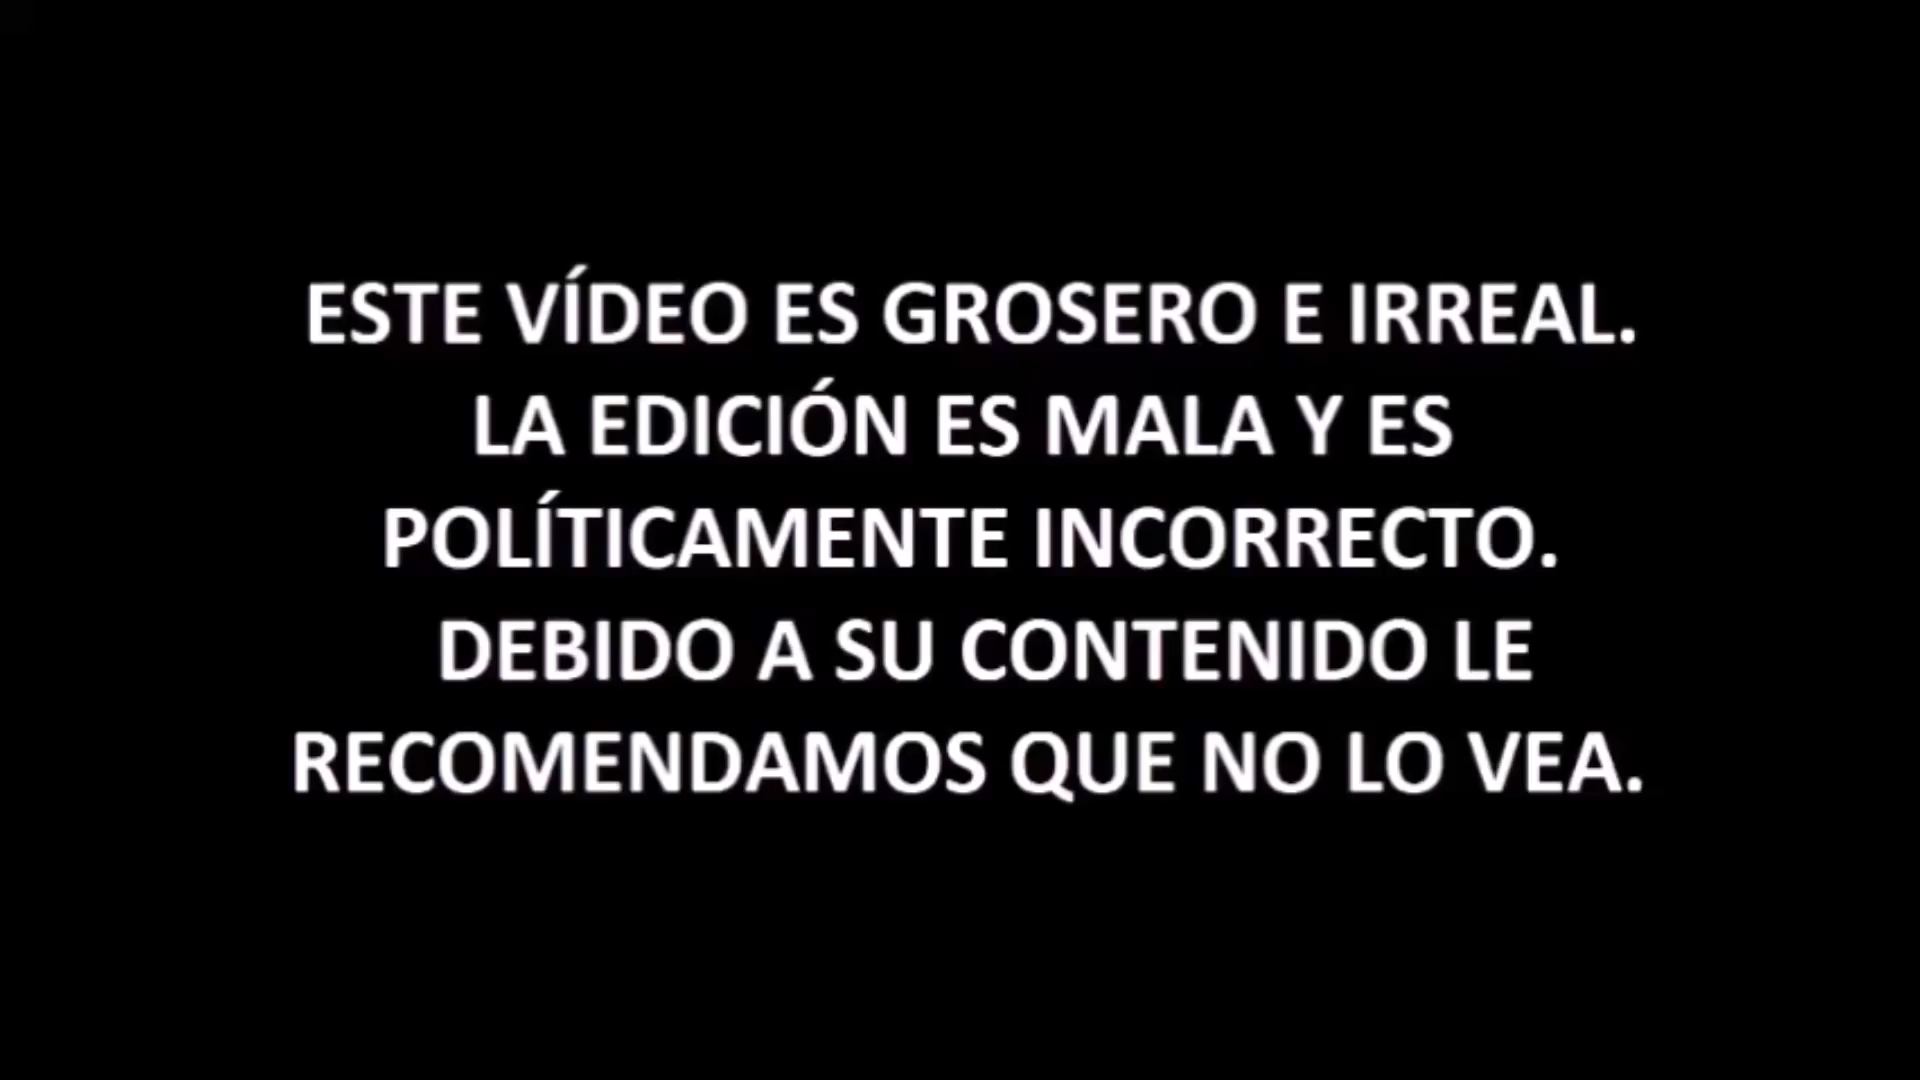 ESTE VÍDEO ES GROSERO E IRREAL.
LA EDICIÓN ES MALA Y ES
POLÍTICAMENTE INCORRECTO.
DEBIDO A SU CONTENIDO LE
RECOMENDAMOS QUE NO LO VEA.